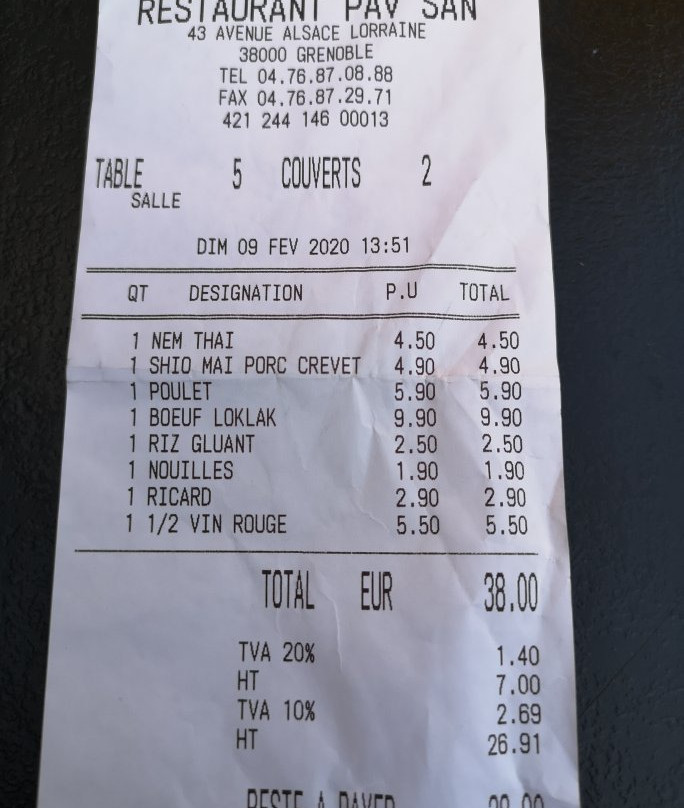 RESTAURANT PAV SAN
43 AVENUE ALSACE LORRAINE
38000 GRENOBLE
TEL 04.76.87.08.88
FAX 04.76.87.29.71
421 244 146 00013
TABLE 5 COUVERTS 2
SALLE
DIM 09 FEV 2020 13:51
QT DESIGNATION P.U TOTAL
1 NEM THAI 4.50 4.50
1 SHIO MAI PORC CREVET 4.90 4.90
1 POULET 5.90 5.90
1 BOEUF LOKLAK 9.90 9.90
1 RIZ GLUANT 2.50 2.50
1 NOUILLES 1.90 1.90
1 RICARD 2.90 2.90
1 1/2 VIN ROUGE 5.50 5.50
TOTAL EUR 38.00
TVA 20% 1.40
HT 7.00
TVA 10% 2.69
HT 26.91
RESTE A PAYER